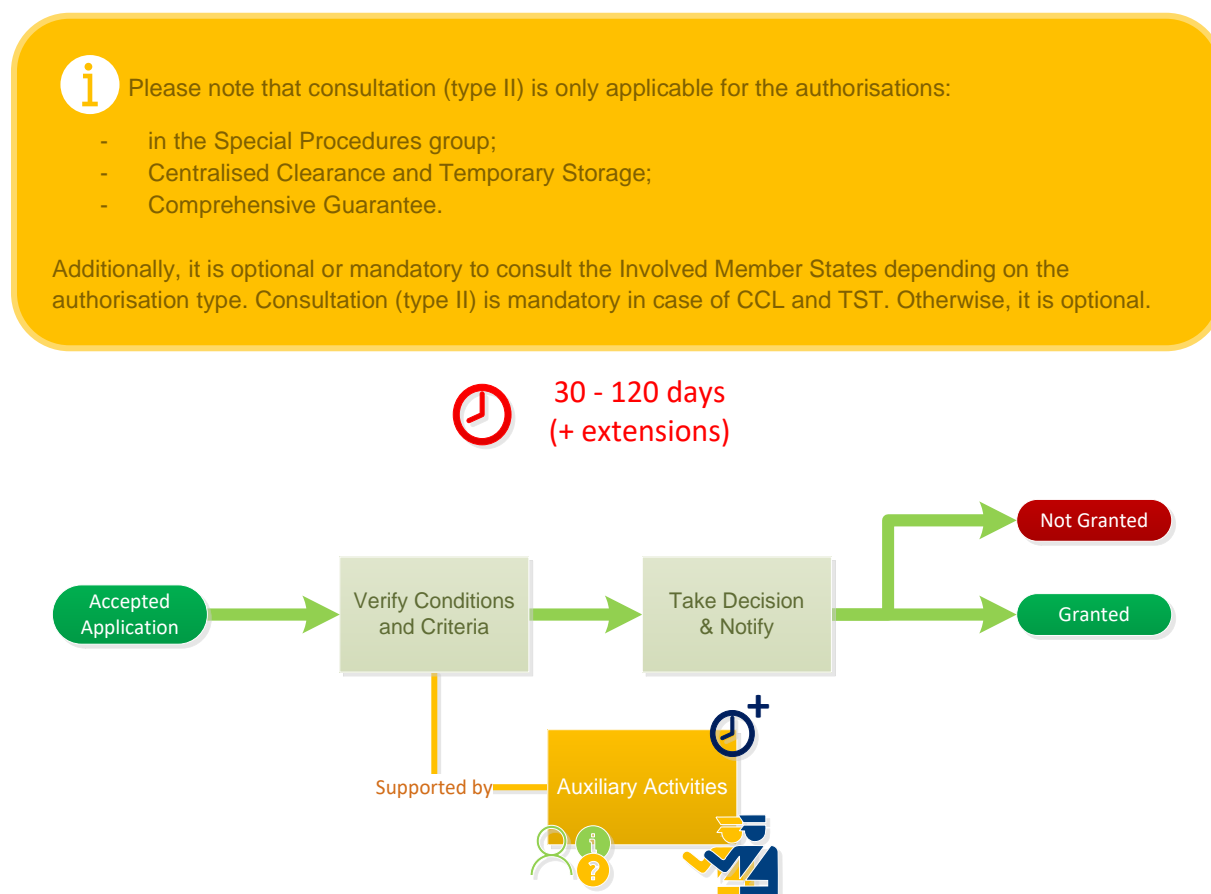 Please note that consultation (type II) is only applicable for the authorisations:
- in the Special Procedures group;
- Centralised Clearance and Temporary Storage;
- Comprehensive Guarantee.
Additionally, it is optional or mandatory to consult the Involved Member States depending on the
authorisation type. Consultation (type II) is mandatory in case of CCL and TST. Otherwise, it is optional.
30 - 120 days
(+ extensions)
Not Granted
Accepted
Application
Verify Conditions
and Criteria
Take Decision
& Notify
Granted
Supported by
Auxiliary Activities